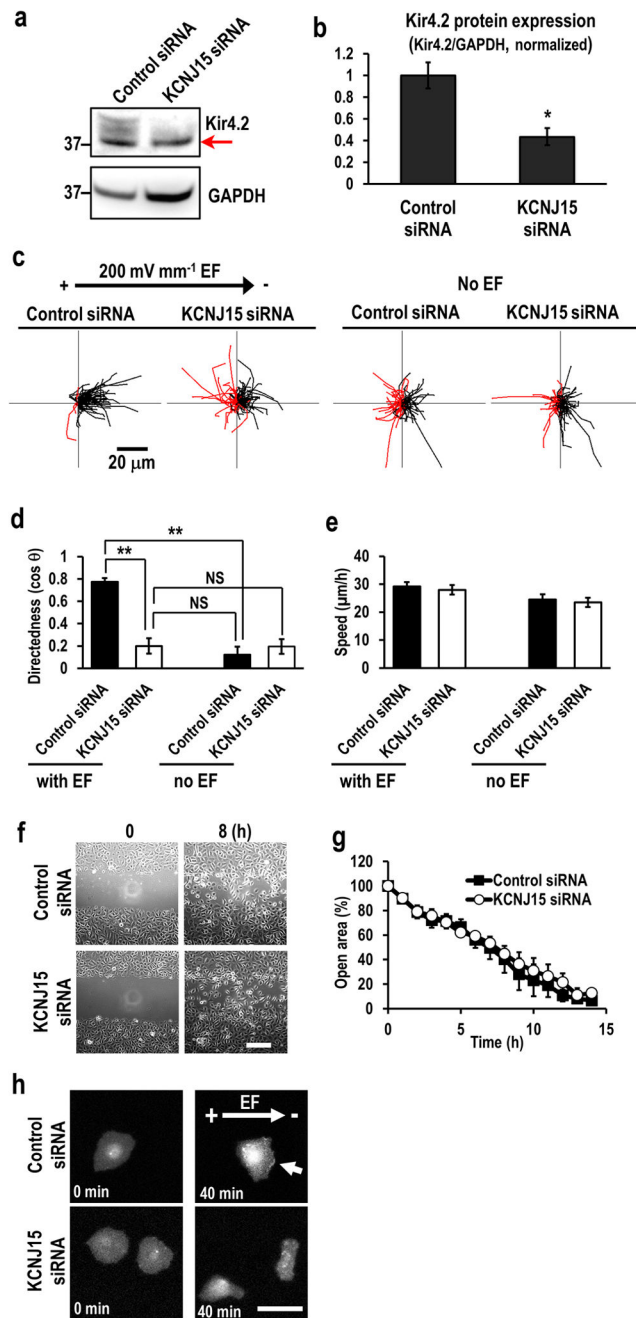 a
Control siRNA
KCNJ15 siRNA
37
Kir4.2
37
GAPDH
b
Kir4.2 protein expression
(Kir4.2/GAPDH, normalized)
1.2
1
0.8
0.6
0.4
0.2
0
*
Control
siRNA
KCNJ15
siRNA
c
+ 200 mV mm-1 EF -
No EF
Control siRNA
KCNJ15 siRNA
Control siRNA
KCNJ15 siRNA
20 µm
d
Directedness (cos θ)
1
0.8
0.6
0.4
0.2
0
**
**
NS
NS
Control siRNA
KCNJ15 siRNA
Control siRNA
KCNJ15 siRNA
with EF
no EF
e
Speed (µm/h)
40
30
20
10
0
Control siRNA
KCNJ15 siRNA
Control siRNA
KCNJ15 siRNA
with EF
no EF
f
0
8 (h)
Control
siRNA
KCNJ15
siRNA
g
Open area (%)
120
100
80
60
40
20
0
Control siRNA
KCNJ15 siRNA
0 5 10 15
Time (h)
h
Control
siRNA
0 min
EF
+ -
40 min
KCNJ15
siRNA
0 min
40 min